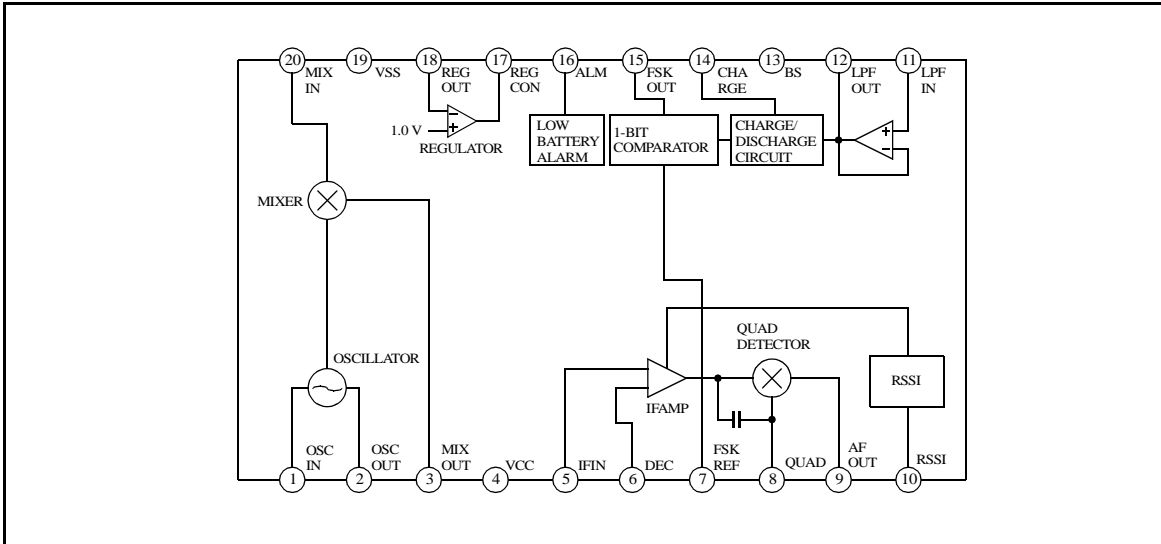 20
19
18
17
16
15
14
13
12
11
MIX
IN
VSS
REG
OUT
REG
CON
ALM
FSK
OUT
CHA
RGE
BS
LPF
OUT
LPF
IN
1.0 V
−
+
REGULATOR
LOW
BATTERY
ALARM
1-BIT
COMPARATOR
CHARGE/
DISCHARGE
CIRCUIT
+
−
MIXER
OSCILLATOR
QUAD
DETECTOR
IFAMP
RSSI
OSC
IN
OSC
OUT
MIX
OUT
VCC
IFIN
DEC
FSK
REF
QUAD
AF
OUT
RSSI
1
2
3
4
5
6
7
8
9
10